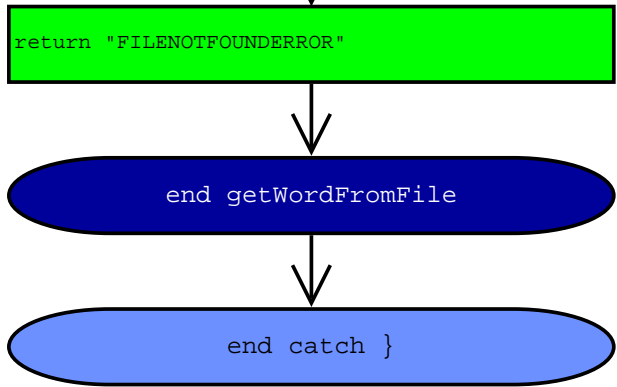 return "FILENOTFOUNDERROR"
end getWordFromFile
end catch }